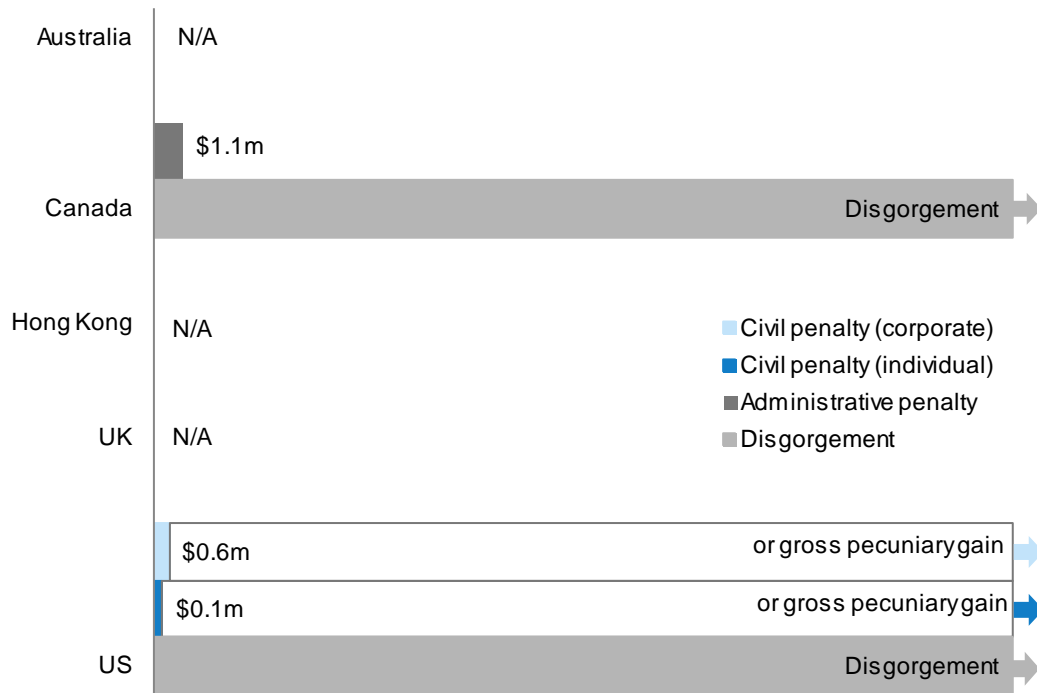 Australia N/A
$1.1m
Canada Disgorgement
Hong Kong N/A
Civil penalty (corporate)
Civil penalty (individual)
Administrative penalty
UK N/A
Disgorgement
$0.6m or gross pecuniary gain
$0.1m or gross pecuniary gain
US Disgorgement